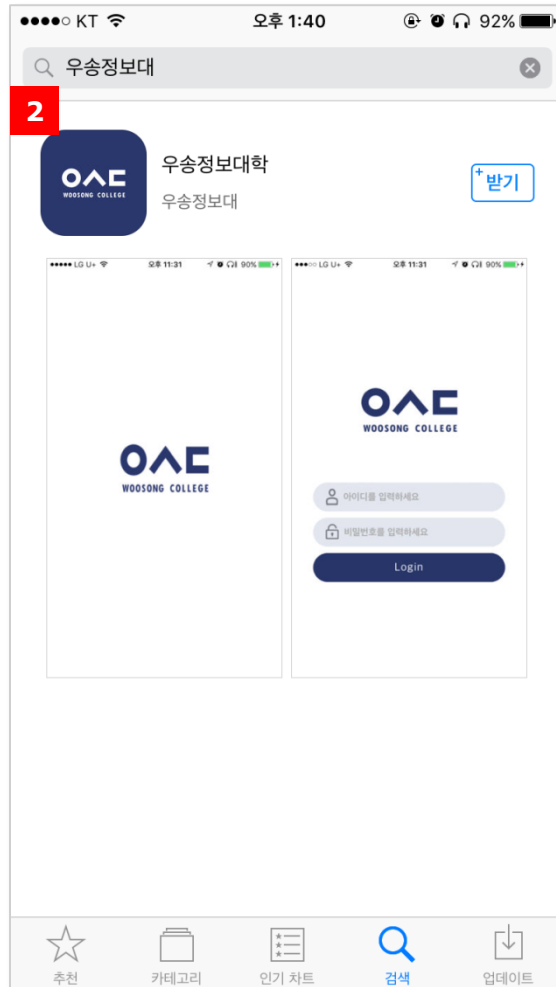 KT 오후 1:40 92%
우송정보대
2
우송정보대학
우송정보대
WOOSONG COLLEGE
+받기
LG U+ 오후 11:31 90%
WOOSONG COLLEGE
LG U+ 오후 11:31 90%
WOOSONG COLLEGE
아이디를 입력하세요
비밀번호를 입력하세요
Login
추천 카테고리 인기 차트 검색 업데이트